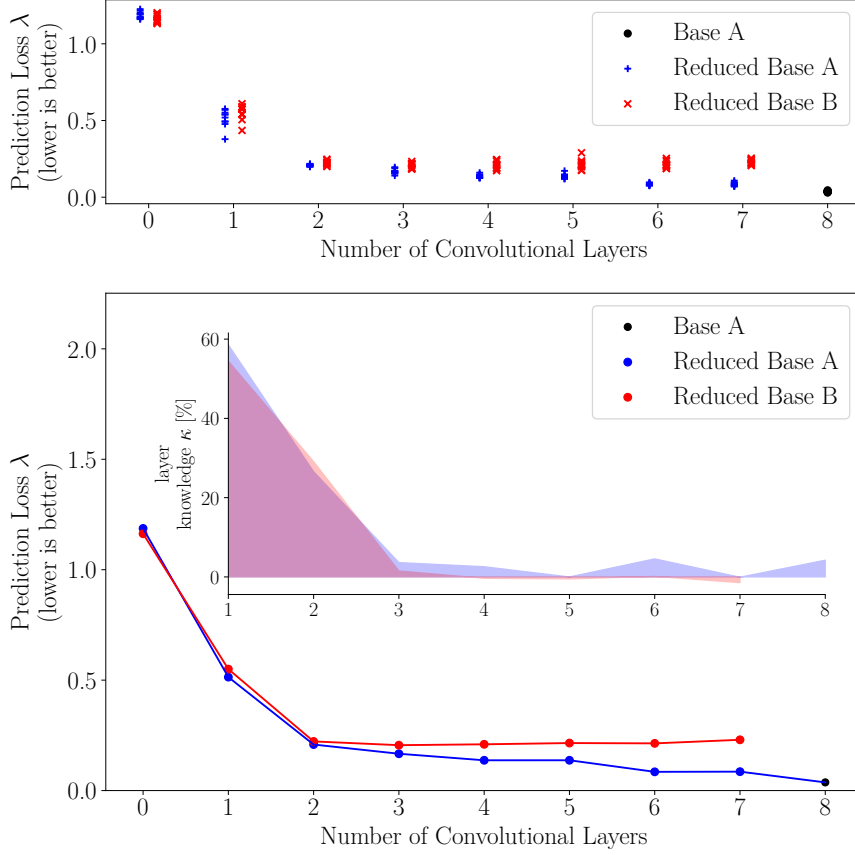 Prediction Loss λ
(lower is better)
1.0
0.5
0.0
Base A
Reduced Base A
Reduced Base B
0 1 2 3 4 5 6 7 8
Number of Convolutional Layers
Prediction Loss λ
(lower is better)
2.0
1.5
1.0
0.5
0.0
Base A
Reduced Base A
Reduced Base B
layer
knowledge κ [%]
60
40
20
0
1 2 3 4 5 6 7 8
0 1 2 3 4 5 6 7 8
Number of Convolutional Layers